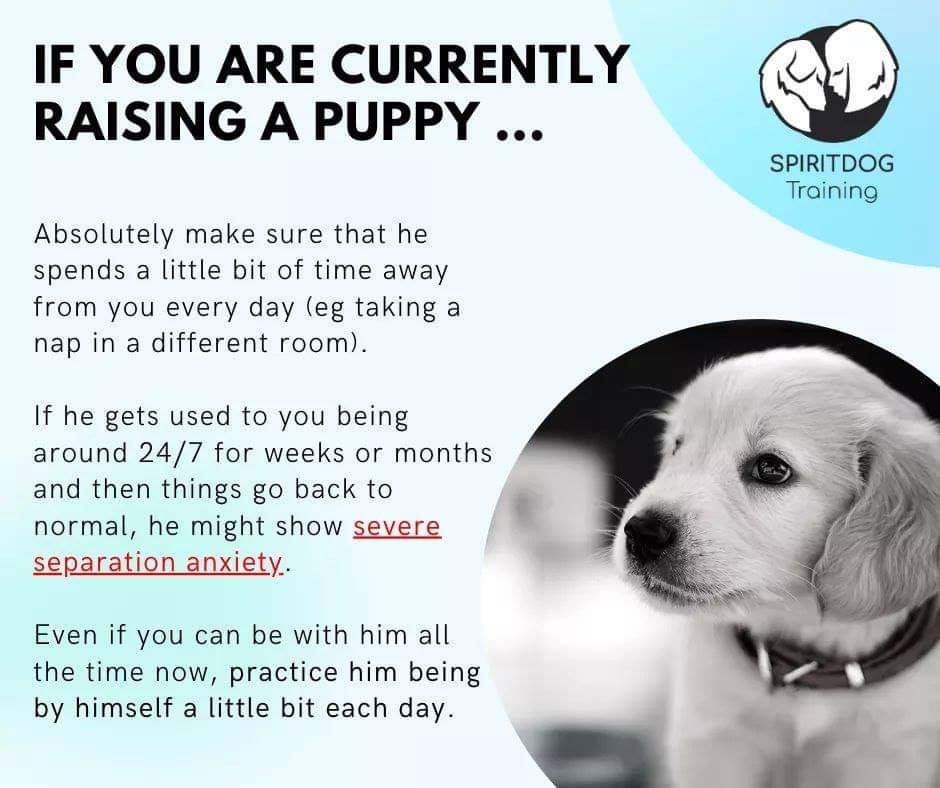 IF YOU ARE CURRENTLY
RAISING A PUPPY ...
SPIRITDOG
Training
Absolutely make sure that he
spends a little bit of time away
from you every day (eg taking a
nap in a different room).
If he gets used to you being
around 24/7 for weeks or months
and then things go back to
normal, he might show severe
separation anxiety.
Even if you can be with him all
the time now, practice him being
by himself a little bit each day.